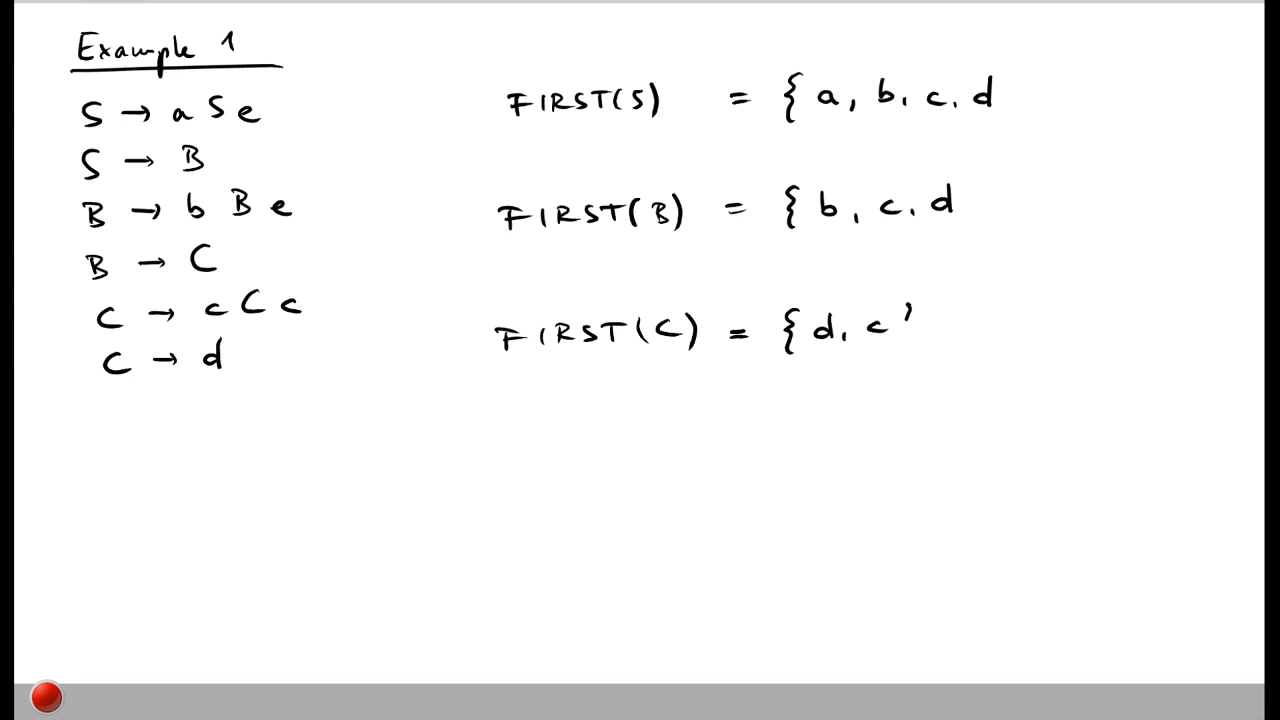 Example 1
S → a S e
S → B
B → b B e
B → C
C → c C c
C → d
FIRST(S) = { a, b, c, d
FIRST(B) = { b, c, d
FIRST(C) = { d, c